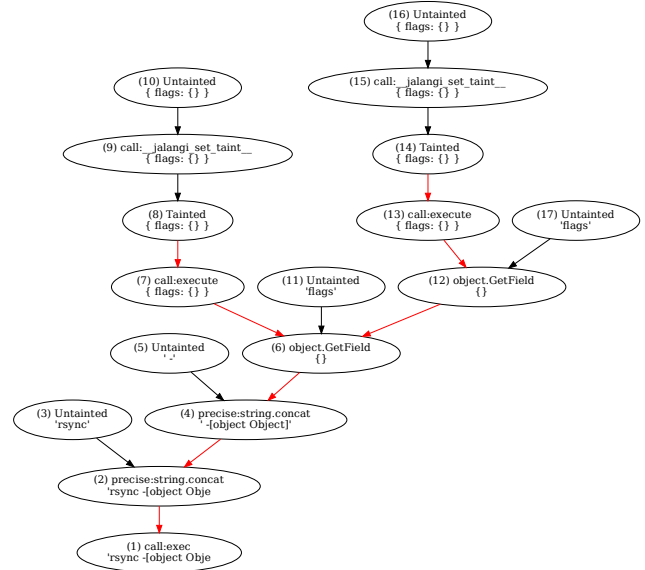 (16) Untainted
{ flags: {} }
(10) Untainted
{ flags: {} }
(15) call:__jalangi_set_taint__
{ flags: {} }
(9) call:__jalangi_set_taint__
{ flags: {} }
(14) Tainted
{ flags: {} }
(8) Tainted
{ flags: {} }
(13) call:execute
{ flags: {} }
(17) Untainted
'flags'
(7) call:execute
{ flags: {} }
(11) Untainted
'flags'
(12) object.GetField
{}
(5) Untainted
' -'
(6) object.GetField
{}
(3) Untainted
'rsync'
(4) precise:string.concat
' -[object Object]'
(2) precise:string.concat
'rsync -[object Obje
(1) call:exec
'rsync -[object Obje